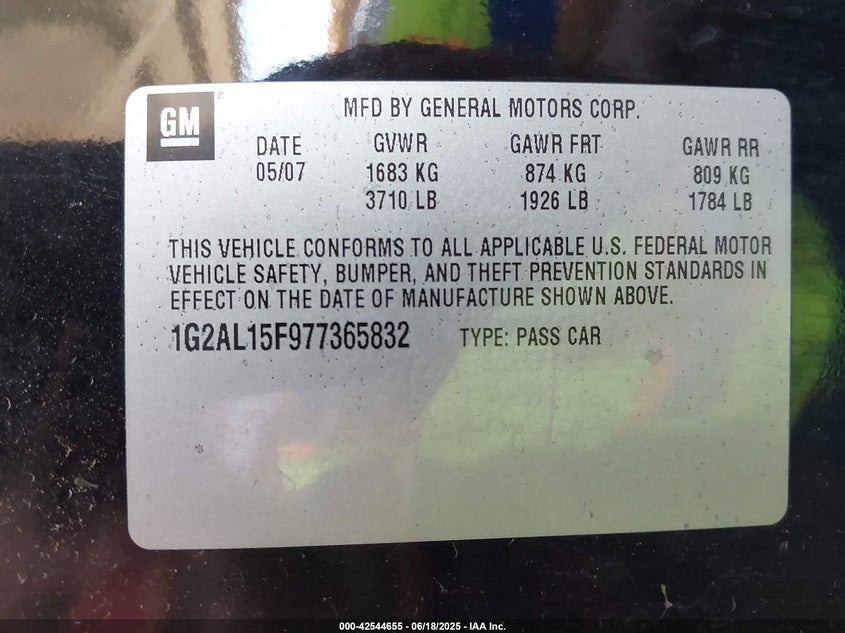 GM
MFD BY GENERAL MOTORS CORP.
DATE GVWR GAWR FRT GAWR RR
05/07 1683 KG 874 KG 809 KG
3710 LB 1926 LB 1784 LB
THIS VEHICLE CONFORMS TO ALL APPLICABLE U.S. FEDERAL MOTOR
VEHICLE SAFETY, BUMPER, AND THEFT PREVENTION STANDARDS IN
EFFECT ON THE DATE OF MANUFACTURE SHOWN ABOVE.
1G2AL15F977365832 TYPE: PASS CAR
000-42544655 - 06/18/2025 - IAA Inc.